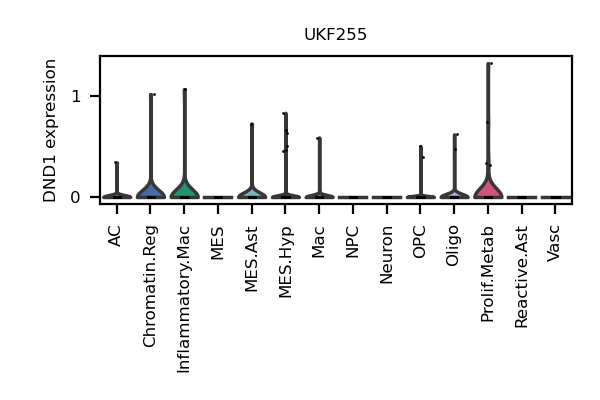 UKF255
DND1 expression
1
0
AC
Chromatin.Reg
Inflammatory.Mac
MES
MES.Ast
MES.Hyp
Mac
NPC
Neuron
OPC
Oligo
Prolif.Metab
Reactive.Ast
Vasc